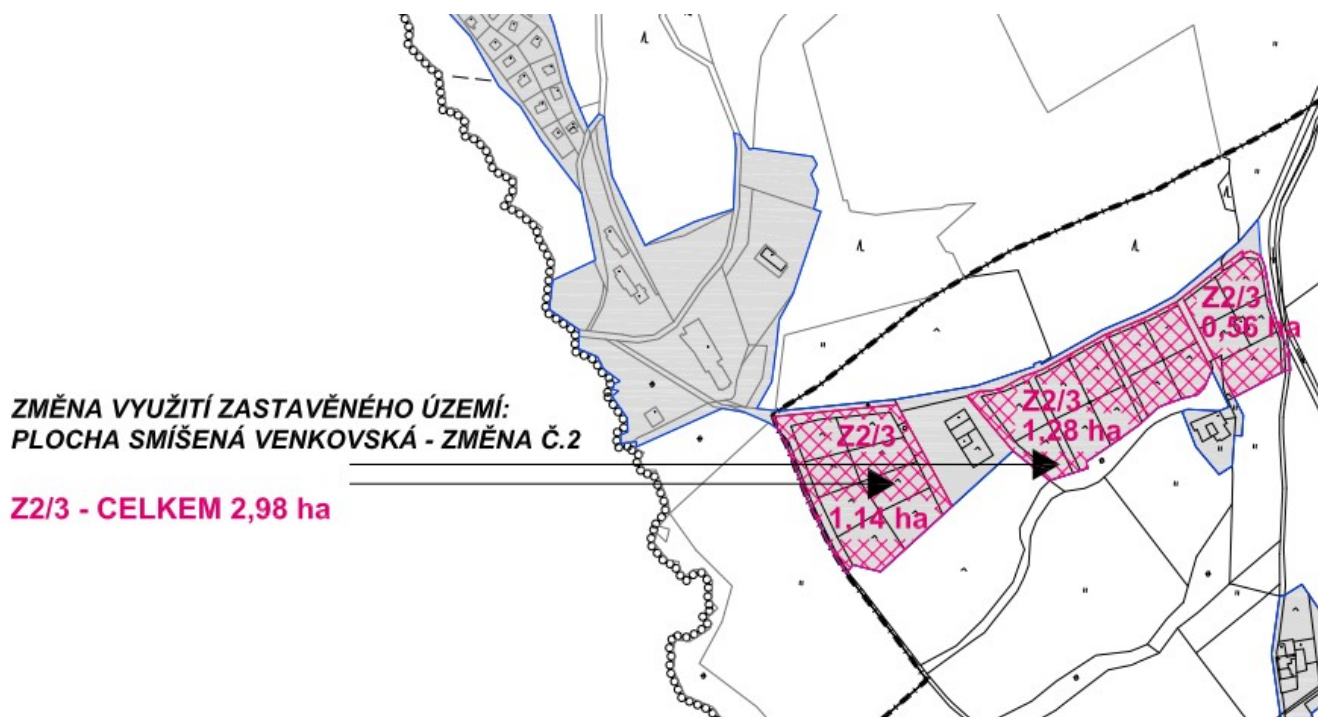 ZMĚNA VYUŽITÍ ZASTAVĚNÉHO ÚZEMÍ:
PLOCHA SMÍŠENÁ VENKOVSKÁ - ZMĚNA Č.2
Z2/3 - CELKEM 2,98 ha
Z2/3
1.14 ha
Z2/3
1,28 ha
Z2/3
0,56 ha